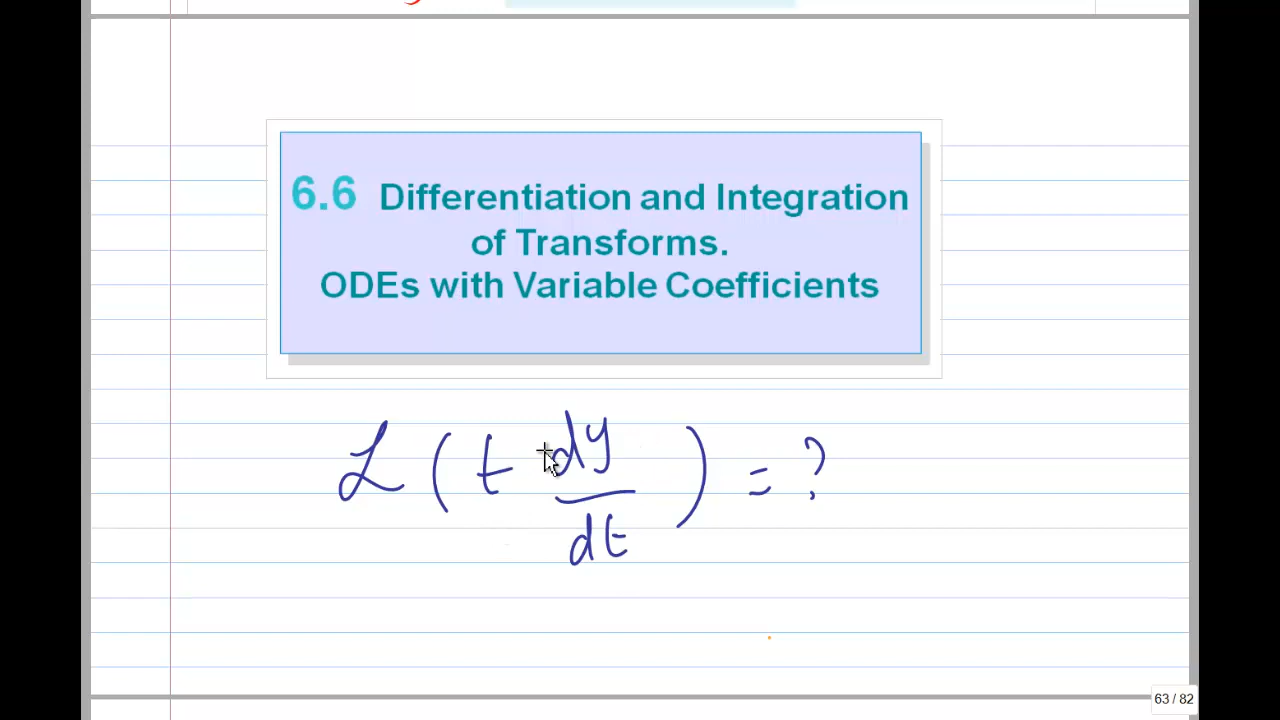 6.6 Differentiation and Integration
of Transforms.
ODEs with Variable Coefficients
ℒ ( t dy/dt ) = ?
63 / 82